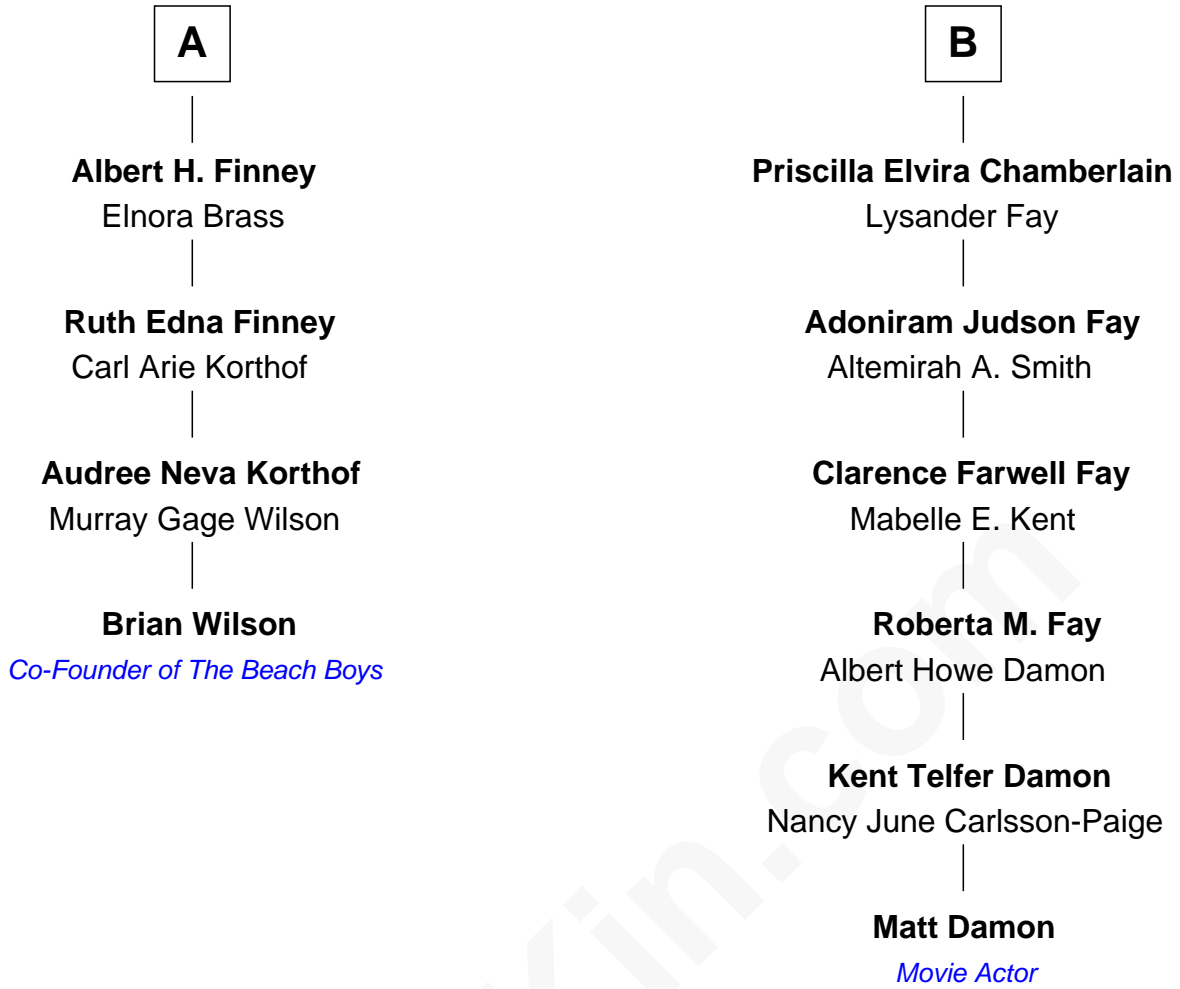 A
Albert H. Finney
Elnora Brass
Ruth Edna Finney
Carl Arie Korthof
Audree Neva Korthof
Murray Gage Wilson
Brian Wilson
Co-Founder of The Beach Boys
B
Priscilla Elvira Chamberlain
Lysander Fay
Adoniram Judson Fay
Altemirah A. Smith
Clarence Farwell Fay
Mabelle E. Kent
Roberta M. Fay
Albert Howe Damon
Kent Telfer Damon
Nancy June Carlsson-Paige
Matt Damon
Movie Actor
Kin.com